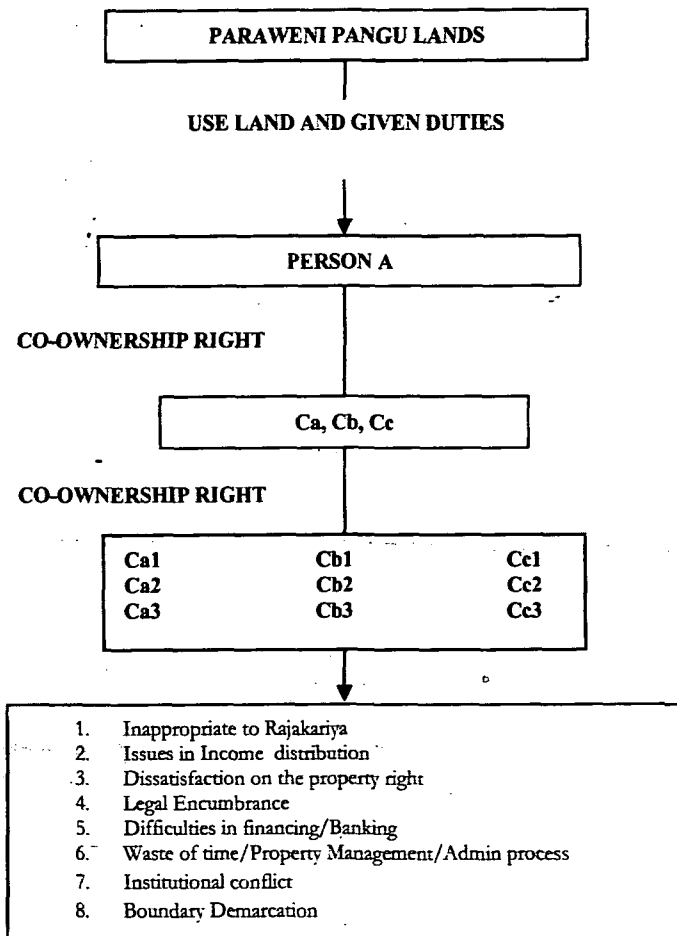 PARAWENI PANGU LANDS
USE LAND AND GIVEN DUTIES
PERSON A
CO-OWNERSHIP RIGHT
Ca, Cb, Cc
CO-OWNERSHIP RIGHT
Ca1 Cb1 Cc1
Ca2 Cb2 Cc2
Ca3 Cb3 Cc3
1. Inappropriate to Rajakariya
2. Issues in Income distribution
3. Dissatisfaction on the property right
4. Legal Encumbrance
5. Difficulties in financing/Banking
6. Waste of time/Property Management/Admin process
7. Institutional conflict
8. Boundary Demarcation